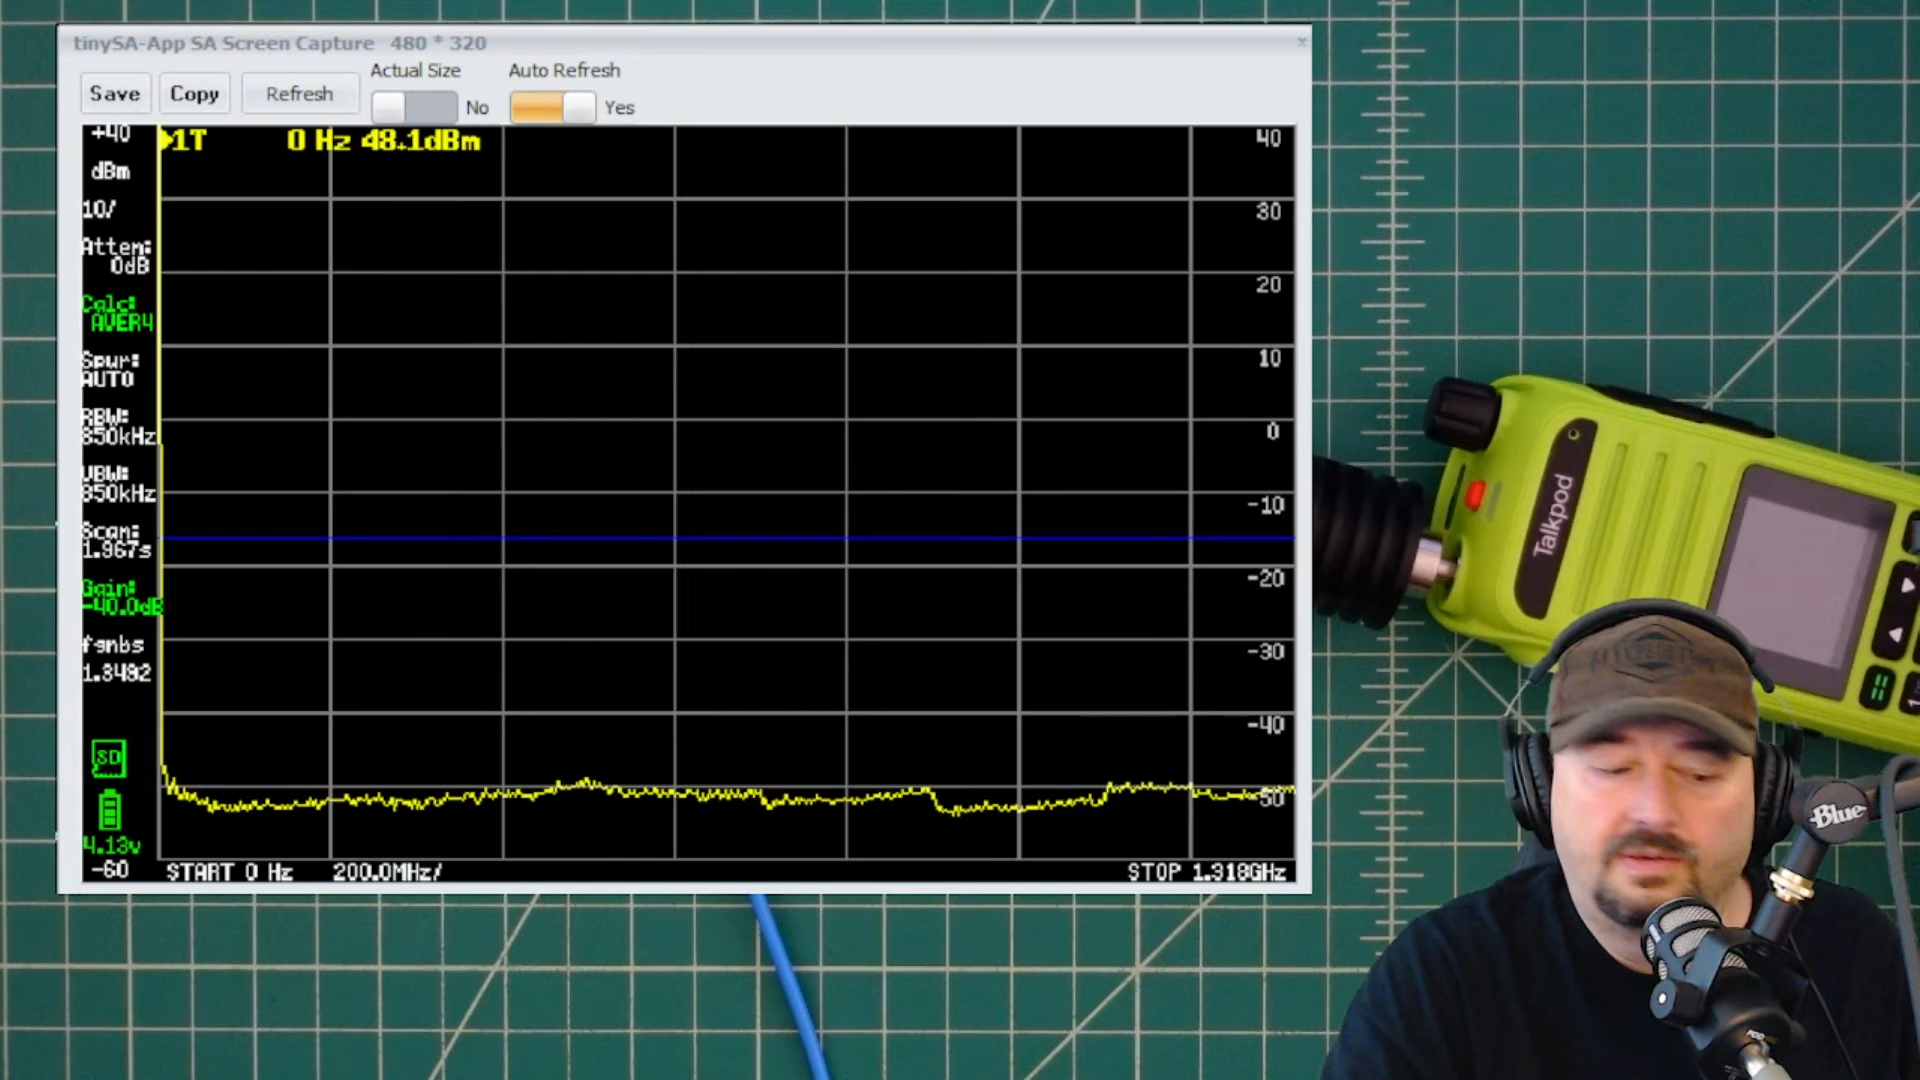 tinySA-App SA Screen Capture 480 * 320
Save
Copy
Refresh
Actual Size
No
Auto Refresh
Yes
+40
dBm
10/
Atten:
0dB
Calc:
AVER4
Spur:
AUTO
RBW:
850kHz
VBW:
850kHz
Scan:
1.967s
Gain:
-40.0dB
4.13v
-60
SD
1T 0 Hz 48.1dBm
40
30
20
10
0
-10
-20
-30
-40
-50
START 0 Hz 200.0MHz/ STOP 1.318GHz
Talkpod
Blue